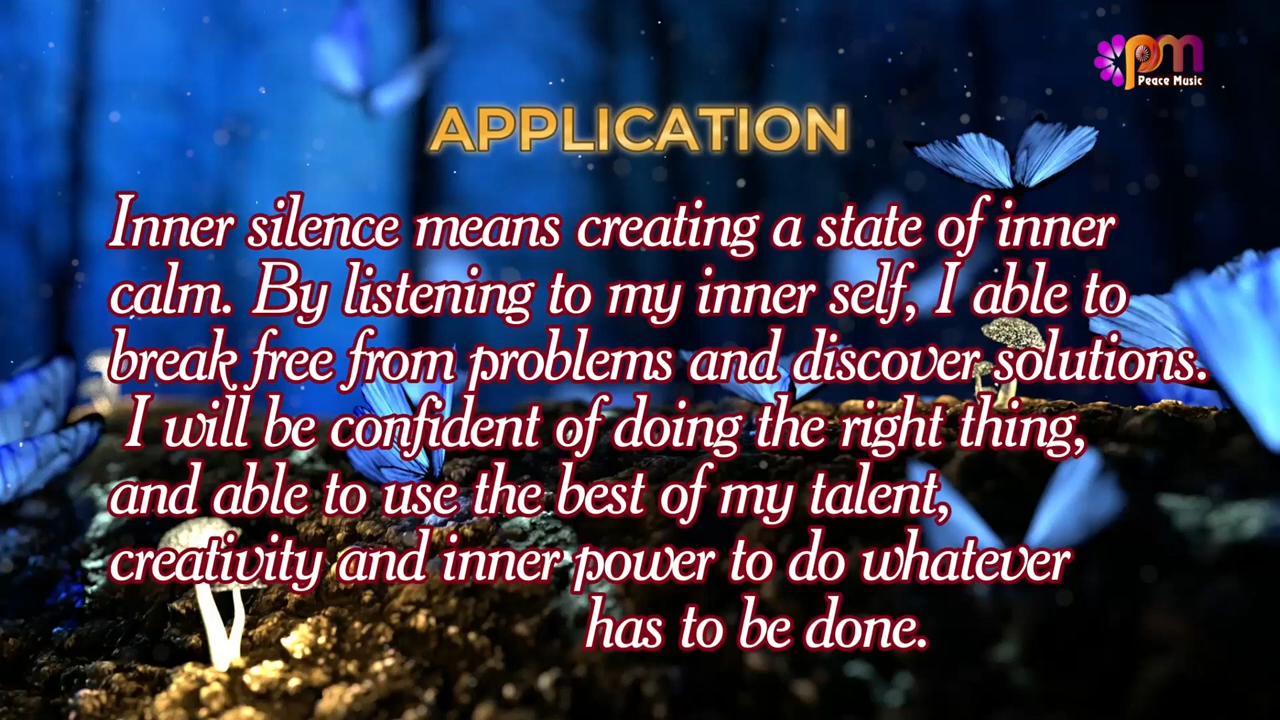 pm
Peace Music
APPLICATION
Inner silence means creating a state of inner
calm. By listening to my inner self, I able to
break free from problems and discover solutions.
I will be confident of doing the right thing,
and able to use the best of my talent,
creativity and inner power to do whatever
has to be done.